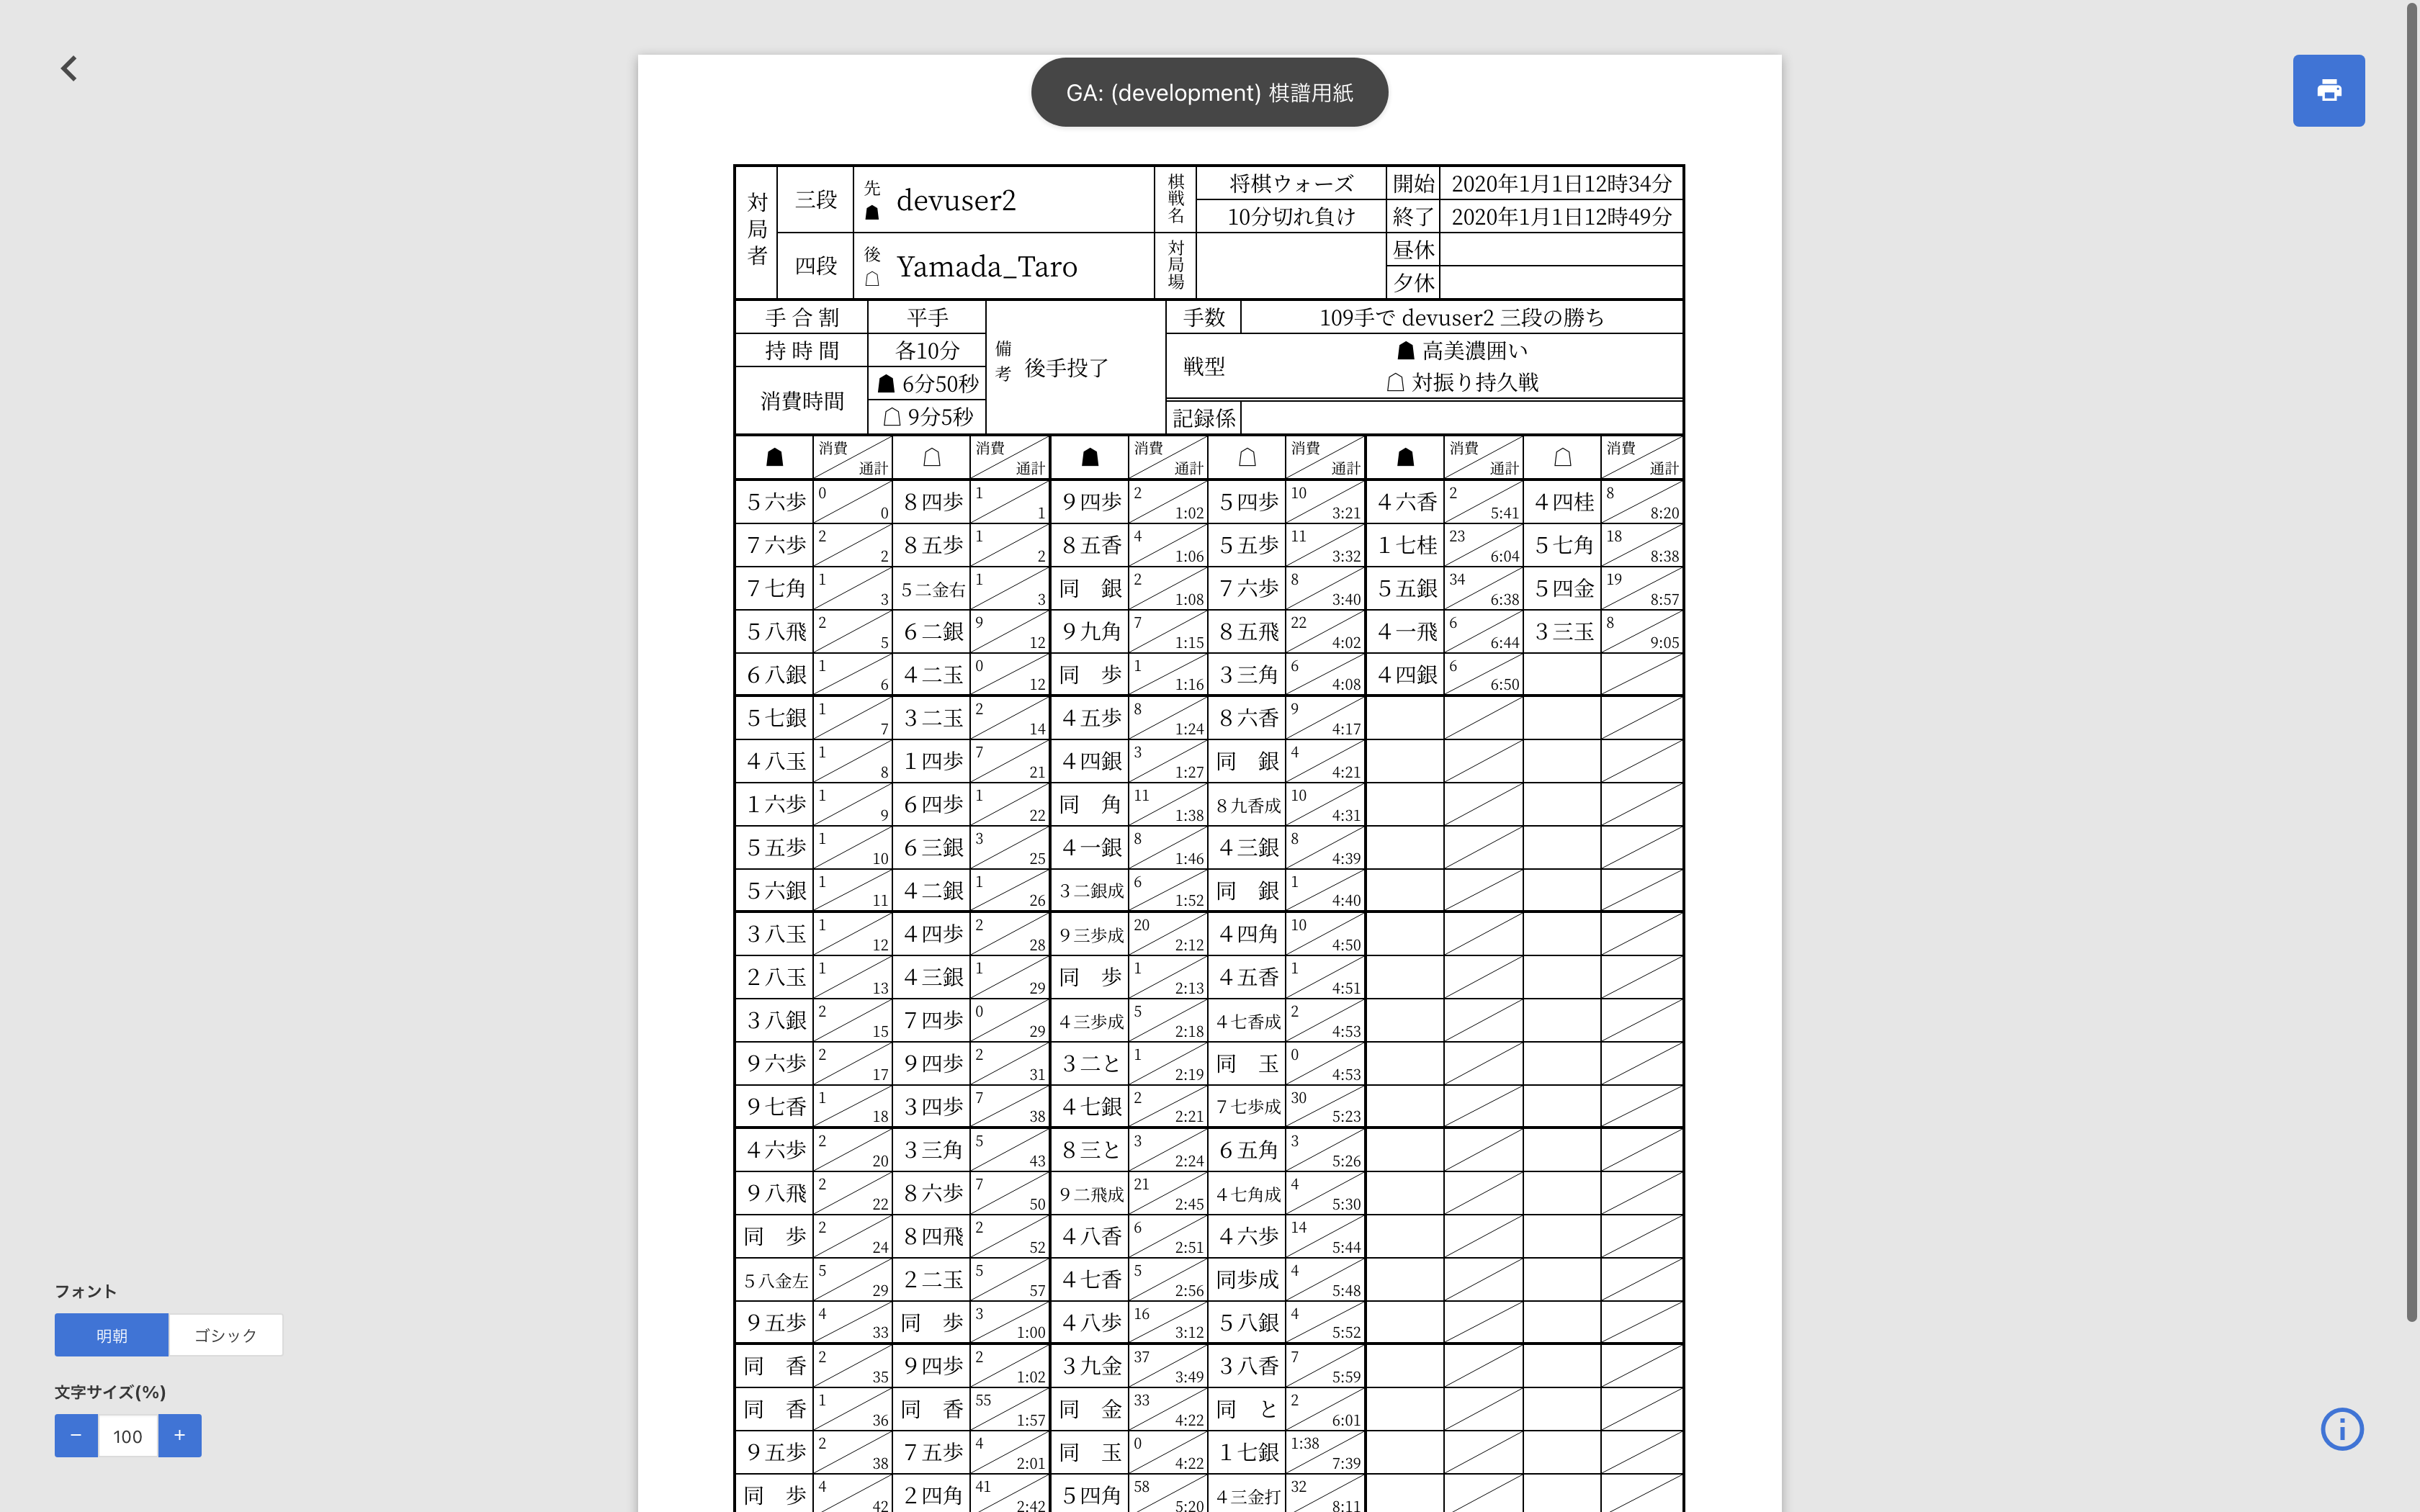 GA: (development) 棋譜用紙
対局者 三段 先 ☗ devuser2 棋戦名 将棋ウォーズ 開始 2020年1月1日12時34分
10分切れ負け 終了 2020年1月1日12時49分
四段 後 ☖ Yamada_Taro 対局場 昼休
夕休
手合割 平手 備考 後手投了 手数 109手で devuser2 三段の勝ち
持時間 各10分 戦型 ☗ 高美濃囲い
消費時間 ☗ 6分50秒 ☖ 対振り持久戦
☖ 9分5秒 記録係
☗ 消費 通計 ☖ 消費 通計 ☗ 消費 通計 ☖ 消費 通計 ☗ 消費 通計 ☖ 消費 通計
5六歩 0 0 8四歩 1 1 9四歩 2 1:02 5四歩 10 3:21 4六香 2 5:41 4四桂 8 8:20
7六歩 2 2 8五歩 1 2 8五香 4 1:06 5五歩 11 3:32 1七桂 23 6:04 5七角 18 8:38
7七角 1 3 5二金右 1 3 同 銀 2 1:08 7六歩 8 3:40 5五銀 34 6:38 5四金 19 8:57
5八飛 2 5 6二銀 9 12 9九角 7 1:15 8五飛 22 4:02 4一飛 6 6:44 3三玉 8 9:05
6八銀 1 6 4二玉 0 12 同 歩 1 1:16 3三角 6 4:08 4四銀 6 6:50
5七銀 1 7 3二玉 2 14 4五歩 8 1:24 8六香 9 4:17
4八玉 1 8 1四歩 7 21 4四銀 3 1:27 同 銀 4 4:21
1六歩 1 9 6四歩 1 22 同 角 11 1:38 8九香成 10 4:31
5五歩 1 10 6三銀 3 25 4一銀 8 1:46 4三銀 8 4:39
5六銀 1 11 4二銀 1 26 3二銀成 6 1:52 同 銀 1 4:40
3八玉 1 12 4四歩 2 28 9三歩成 20 2:12 4四角 10 4:50
2八玉 1 13 4三銀 1 29 同 歩 1 2:13 4五香 1 4:51
3八銀 2 15 7四歩 0 29 4三歩成 5 2:18 4七香成 2 4:53
9六歩 2 17 9四歩 2 31 3二と 1 2:19 同 玉 0 4:53
9七香 1 18 3四歩 7 38 4七銀 2 2:21 7七歩成 30 5:23
4六歩 2 20 3三角 5 43 8三と 3 2:24 6五角 3 5:26
9八飛 2 22 8六歩 7 50 9二飛成 21 2:45 4七角成 4 5:30
同 歩 2 24 8四飛 2 52 4八香 6 2:51 4六歩 14 5:44
5八金左 5 29 2二玉 5 57 4七香 5 2:56 同歩成 4 5:48
9五歩 4 33 同 歩 3 1:00 4八歩 16 3:12 5八銀 4 5:52
同 香 2 35 9四歩 2 1:02 3九金 37 3:49 3八香 7 5:59
同 香 1 36 同 香 55 1:57 同 金 33 4:22 同 と 2 6:01
9五歩 2 38 7五歩 4 2:01 同 玉 0 4:22 1七銀 1:38 7:39
同 歩 4 42 2四角 41 2:42 5四角 58 5:20 4三金打 32 8:11
フォント
明朝 ゴシック
文字サイズ(%)
− 100 +